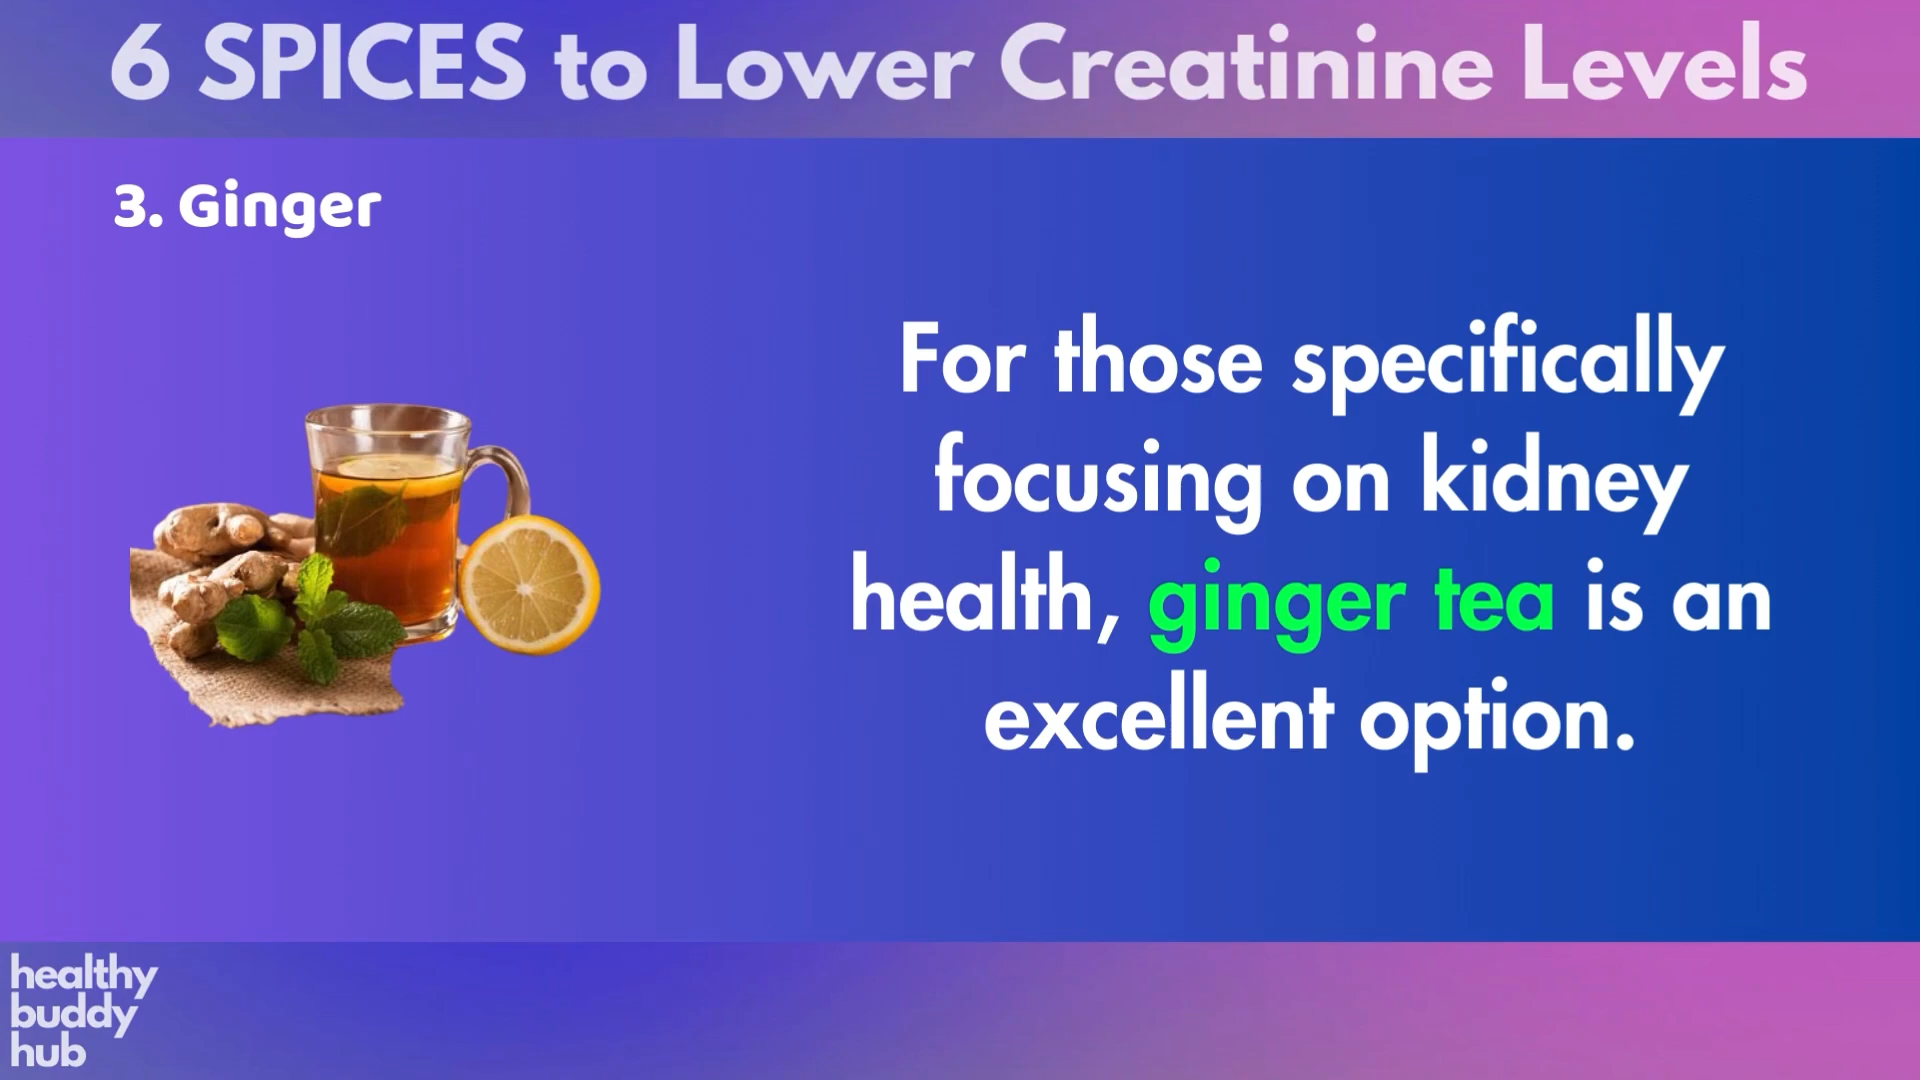 6 SPICES to Lower Creatinine Levels
3. Ginger
For those specifically
focusing on kidney
health, ginger tea is an
excellent option.
healthy
buddy
hub